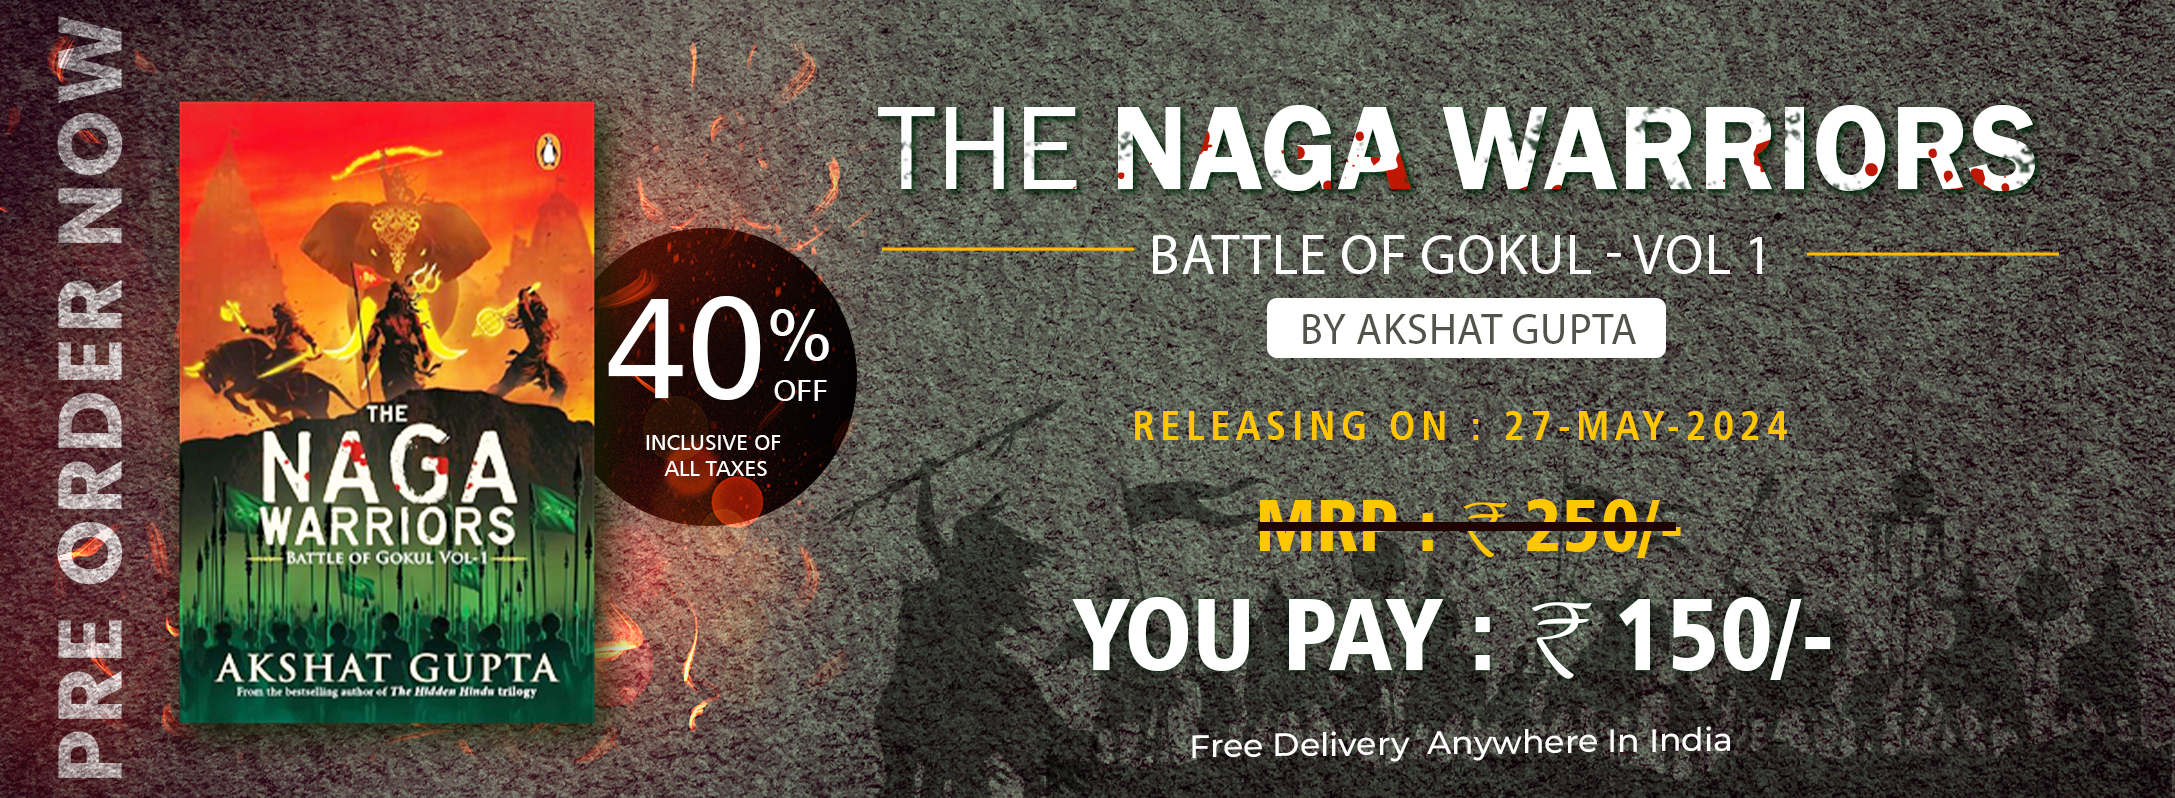 PRE ORDER NOW
THE
NAGA
WARRIORS
BATTLE OF GOKUL VOL-1
AKSHAT GUPTA
From the bestselling author of The Hidden Hindu trilogy
40%
OFF
INCLUSIVE OF
ALL TAXES
THE NAGA WARRIORS
BATTLE OF GOKUL - VOL 1
BY AKSHAT GUPTA
RELEASING ON : 27-MAY-2024
MRP : ₹ 250/-
YOU PAY : ₹ 150/-
Free Delivery Anywhere In India